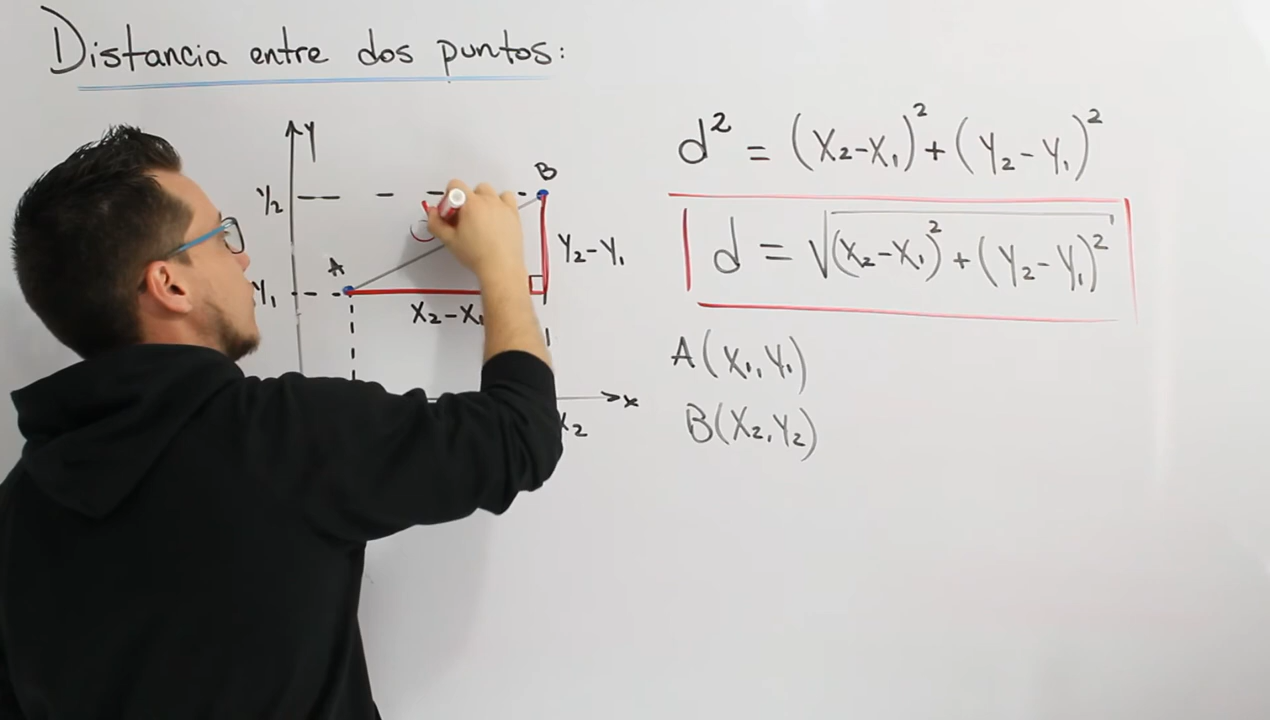 Distancia entre dos puntos:
Y
B
Y2
Y2-Y1
A
Y1
X2-X1
x
X2
d² = (X2-X1)² + (Y2-Y1)²
d = √(X2-X1)² + (Y2-Y1)²
A(X1,Y1)
B(X2,Y2)